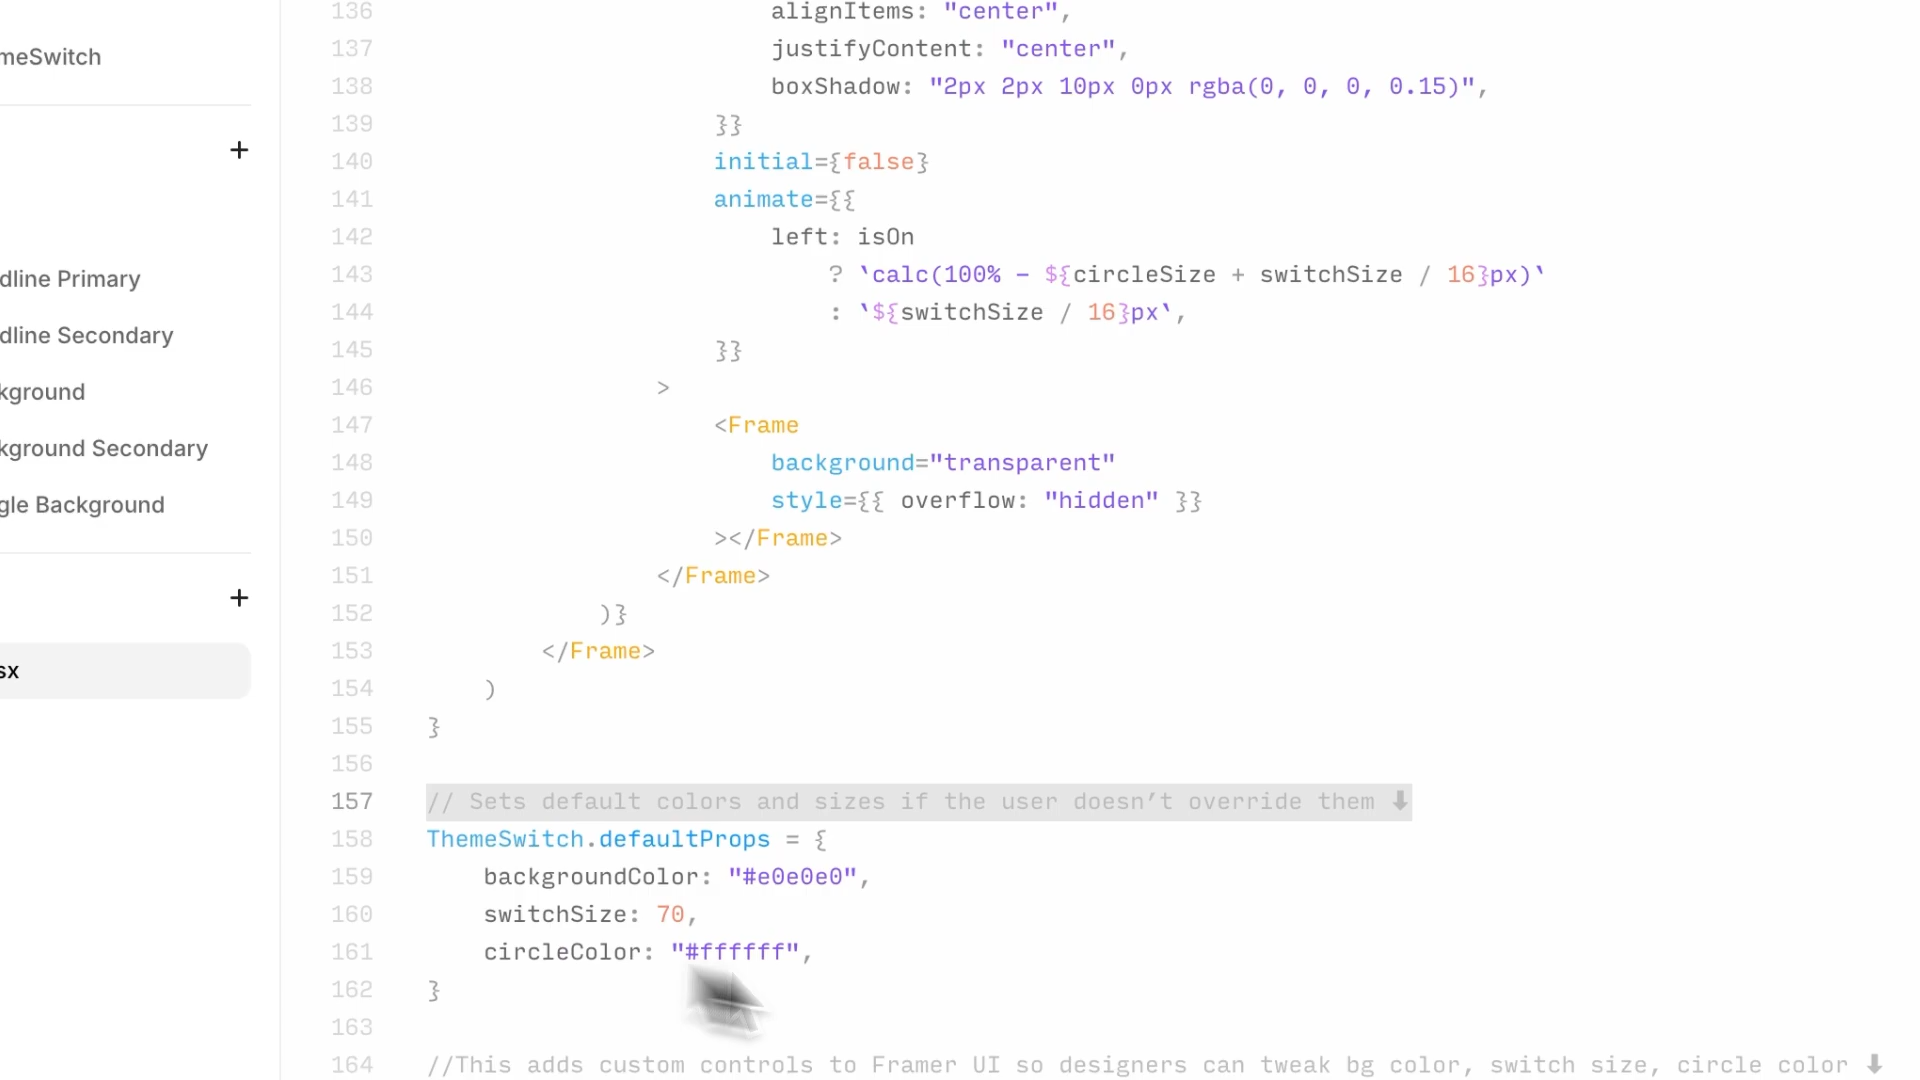 meSwitch
+
dline Primary
dline Secondary
kground
kground Secondary
gle Background
+
sx
136 alignItems: "center",
137 justifyContent: "center",
138 boxShadow: "2px 2px 10px 0px rgba(0, 0, 0, 0.15)",
139 }}
140 initial={false}
141 animate={{
142 left: isOn
143 ? `calc(100% - ${circleSize + switchSize / 16}px)`
144 : `${switchSize / 16}px`,
145 }}
146 >
147 <Frame
148 background="transparent"
149 style={{ overflow: "hidden" }}
150 ></Frame>
151 </Frame>
152 )}
153 </Frame>
154 )
155 }
156
157 // Sets default colors and sizes if the user doesn’t override them ⬇
158 ThemeSwitch.defaultProps = {
159 backgroundColor: "#e0e0e0",
160 switchSize: 70,
161 circleColor: "#ffffff",
162 }
163
164 //This adds custom controls to Framer UI so designers can tweak bg color, switch size, circle color ⬇